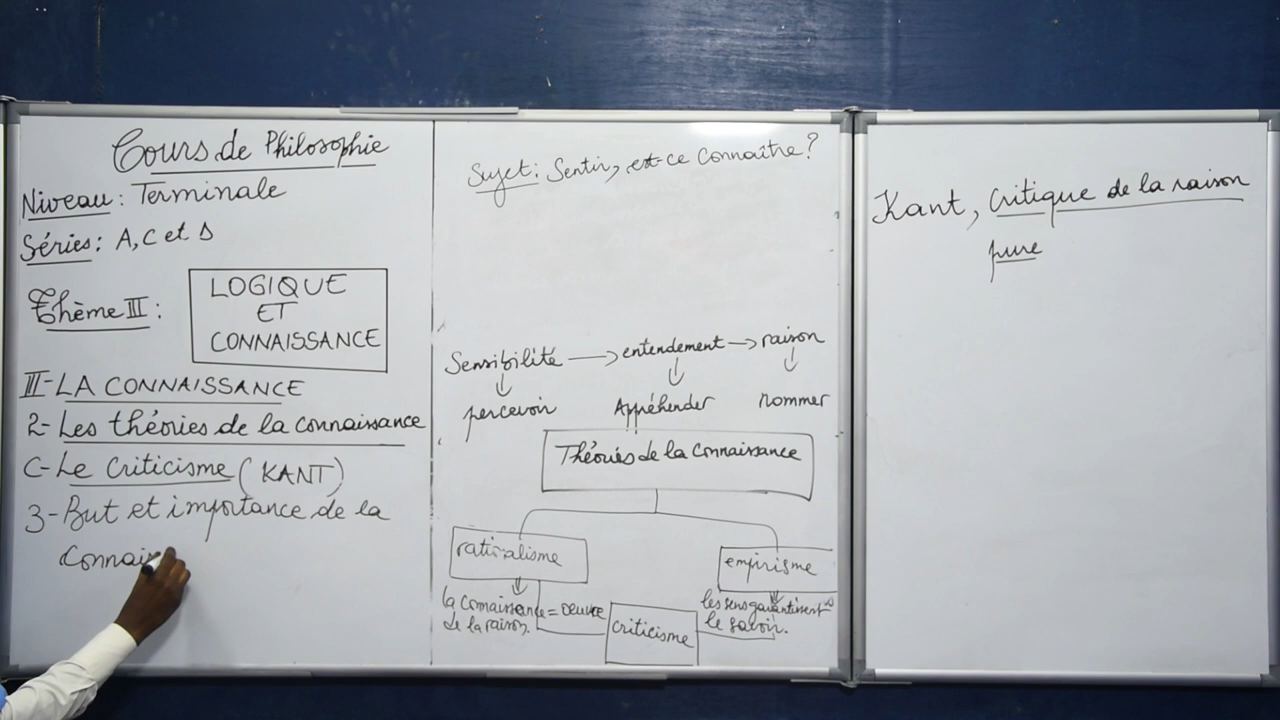 Cours de Philosophie
Niveau : Terminale
Séries : A, C et D
Thème III :
LOGIQUE
ET
CONNAISSANCE
III- LA CONNAISSANCE
2- Les théories de la connaissance
C- Le Criticisme (KANT)
3- But et importance de la
Connais
Sujet : Sentir, est-ce Connaître ?
Sensibilité → entendement → raison
percevoir Appréhender nommer
Théories de la Connaissance
rationalisme
empirisme
la Connaissance = oeuvre
de la raison.
les sens garantissent
le savoir.
criticisme
Kant, Critique de la raison
pure